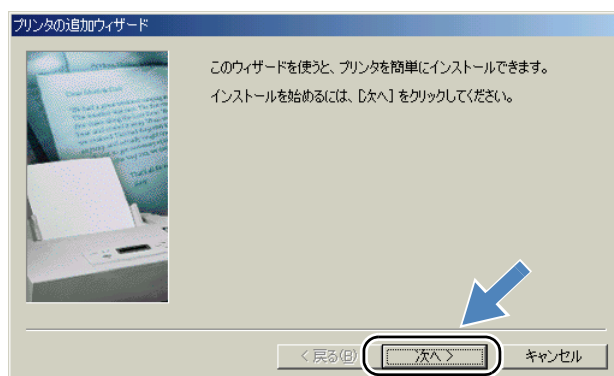 プリンタの追加ウィザード
このウィザードを使うと、プリンタを簡単にインストールできます。
インストールを始めるには、[次へ] をクリックしてください。
< 戻る(B)
次へ >
キャンセル